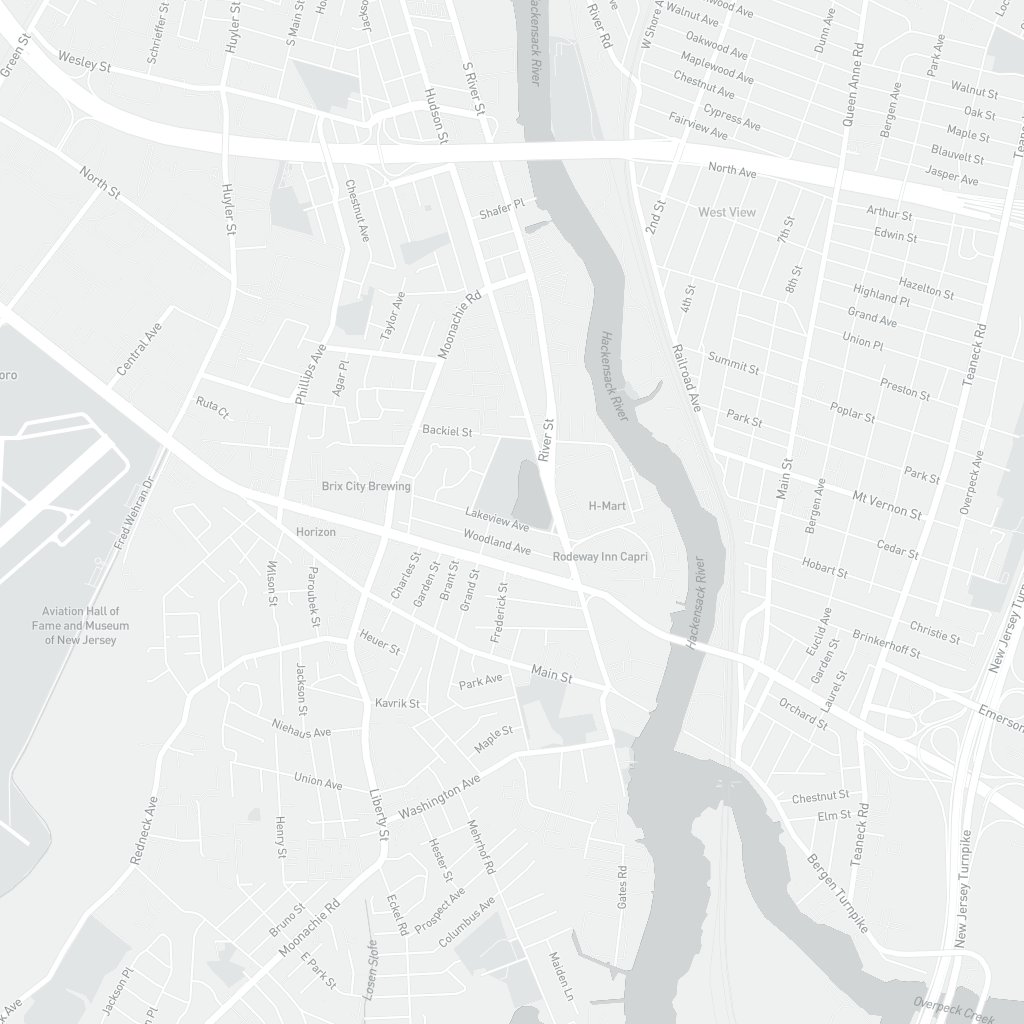 Green St
Wesley St
Schrieffer St
Huyler St
S Main St
Jackson
Hudson St
S River St
Hackensack River
River Rd
W Shore A
Walnut Ave
Oakwood Ave
Maplewood Ave
Chestnut Ave
Cypress Ave
Fairview Ave
Dunn Ave
Queen Anne Rd
Bergen Ave
Park Ave
Walnut St
Oak St
Maple St
Blauvelt St
Jasper Ave
North Ave
North St
Huyler St
Chestnut Ave
Shafer Pl
2nd St
West View
7th St
8th St
Arthur St
Edwin St
Hazelton St
Highland Pl
Grand Ave
Union Pl
4th St
Central Ave
Taylor Ave
Moonachie Rd
Phillips Ave
Agar Pl
Ruta Ct
Hackensack River
Railroad Ave
Summit St
Preston St
Teaneck Rd
Poplar St
Park St
Park St
oro
Backiel St
River St
Brix City Brewing
H-Mart
Main St
Bergen Ave
Mt Vernon St
Overpeck Ave
Fred Wehran Dr
Horizon
Lakeview Ave
Woodland Ave
Rodeway Inn Capri
Cedar St
Hobart St
Wilson St
Paroubek St
Charles St
Garden St
Brant St
Grand St
Frederick St
Hackensack River
Aviation Hall of
Fame and Museum
of New Jersey
Heuer St
Main St
Park Ave
Euclid Ave
Garden St
Laurel St
Brinkerhoff St
Christie St
New Jersey Turnp
Jackson St
Kavrik St
Niehaus Ave
Maple St
Orchard St
Emerson
Union Ave
Liberty St
Washington Ave
Chestnut St
Elm St
Teaneck Rd
Redneck Ave
Henry St
Hester St
Mehrhof Rd
Gates Rd
Bergen Turnpike
New Jersey Turnpike
Bruno St
Moonachie Rd
Eckel Rd
Prospect Ave
Columbus Ave
E Park St
Losen Slofe
Maiden Ln
Jackson Pl
Overpeck Creek